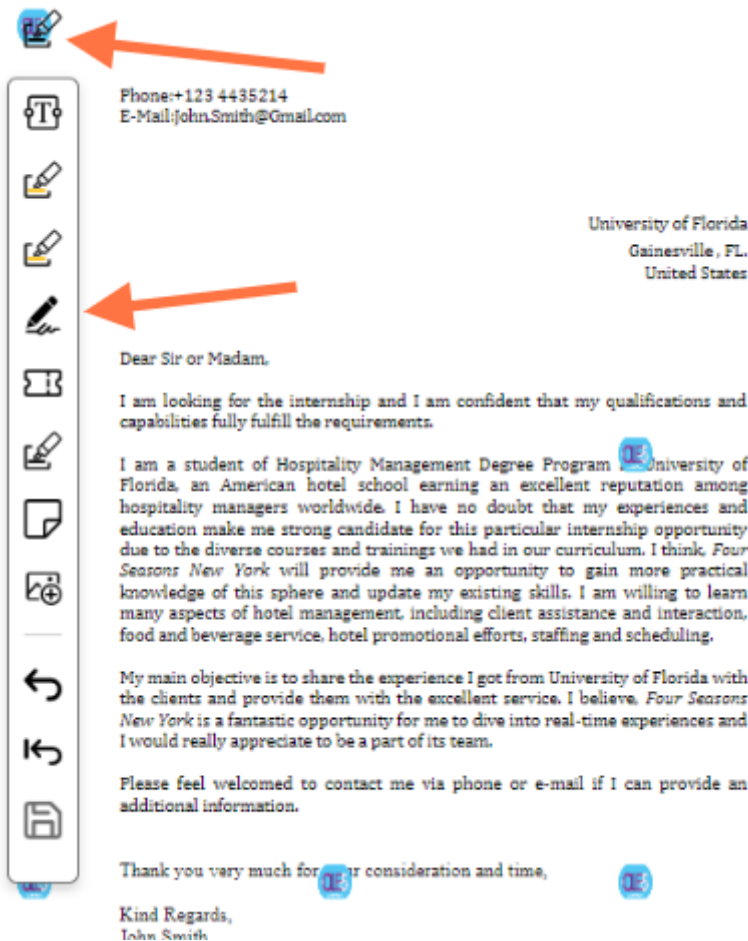 Phone:+123 4435214
E-Mail:John.Smith@Gmail.com
University of Florida
Gainesville, FL.
United States
Dear Sir or Madam,
I am looking for the internship and I am confident that my qualifications and
capabilities fully fulfill the requirements.
I am a student of Hospitality Management Degree Program University of
Florida, an American hotel school earning an excellent reputation among
hospitality managers worldwide. I have no doubt that my experiences and
education make me strong candidate for this particular internship opportunity
due to the diverse courses and trainings we had in our curriculum. I think, Four
Seasons New York will provide me an opportunity to gain more practical
knowledge of this sphere and update my existing skills. I am willing to learn
many aspects of hotel management, including client assistance and interaction,
food and beverage service, hotel promotional efforts, staffing and scheduling.
My main objective is to share the experience I got from University of Florida with
the clients and provide them with the excellent service. I believe, Four Seasons
New York is a fantastic opportunity for me to dive into real-time experiences and
I would really appreciate to be a part of its team.
Please feel welcomed to contact me via phone or e-mail if I can provide an
additional information.
Thank you very much for consideration and time,
Kind Regards,
John Smith